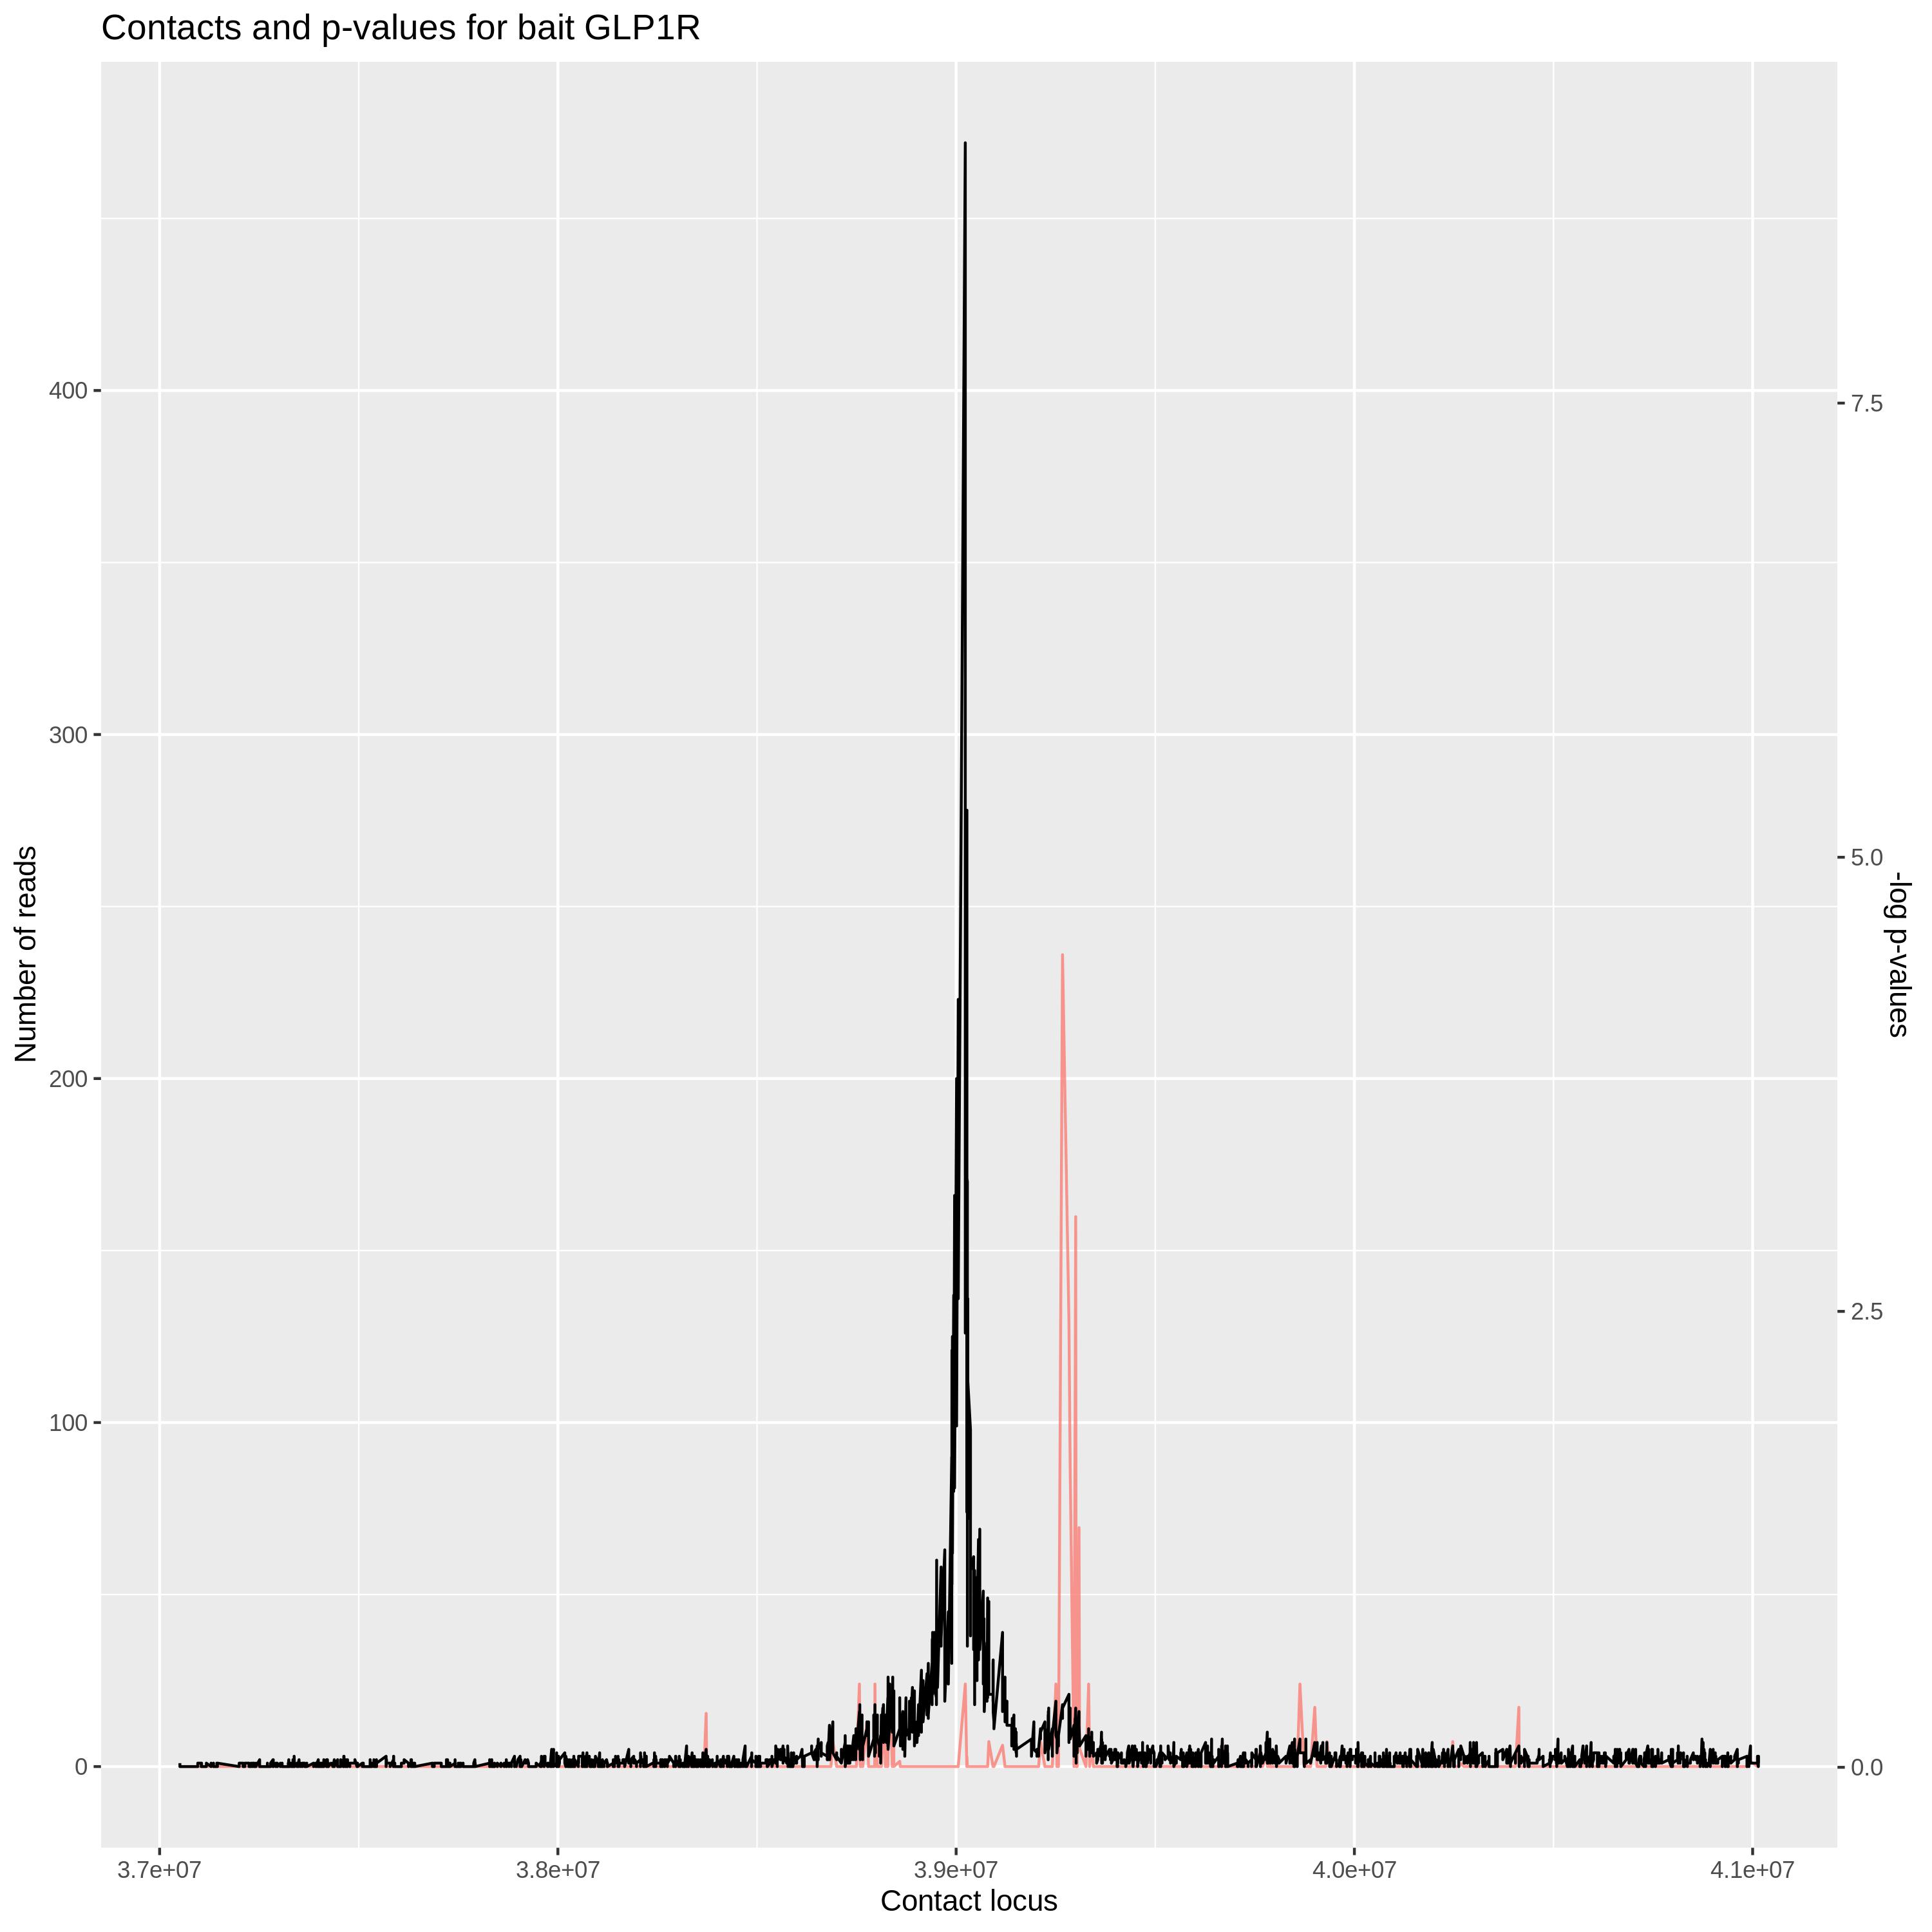 Contacts and p-values for bait GLP1R
400
300
200
100
0
Number of reads
7.5
5.0
2.5
0.0
-log p-values
3.7e+07
3.8e+07
3.9e+07
4.0e+07
4.1e+07
Contact locus